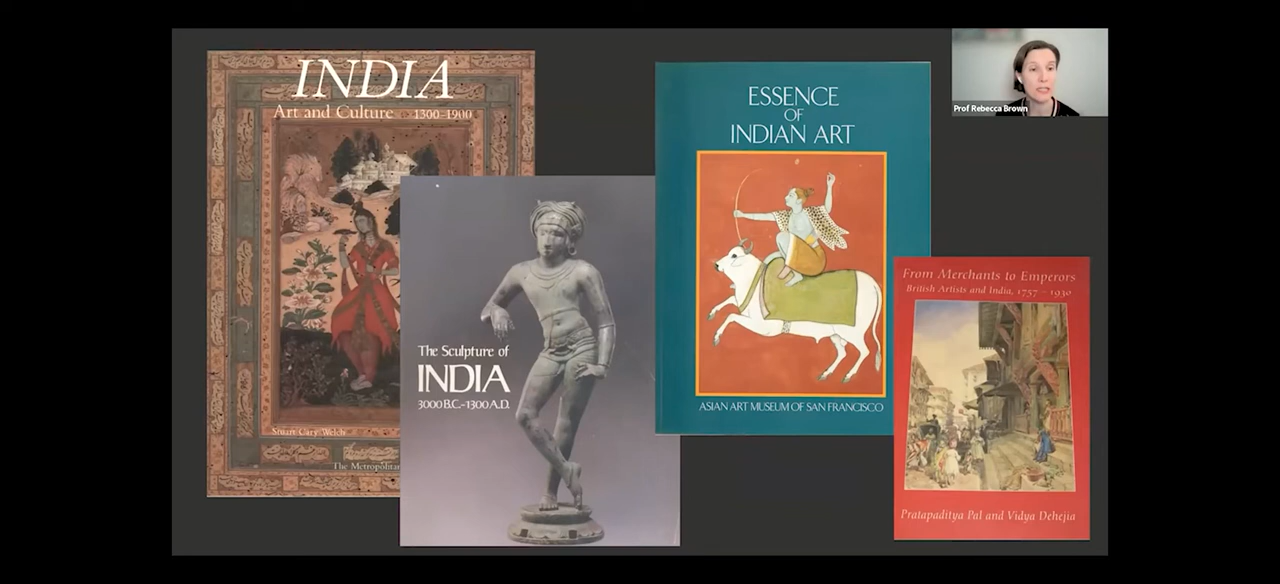 INDIA
Art and Culture 1300–1900
Stuart Cary Welch
The Metropolitan
The Sculpture of
INDIA
3000 B.C.–1300 A.D.
ESSENCE
OF
INDIAN ART
ASIAN ART MUSEUM OF SAN FRANCISCO
Prof Rebecca Brown
From Merchants to Emperors
British Artists and India, 1757–1930
Pratapaditya Pal and Vidya Dehejia